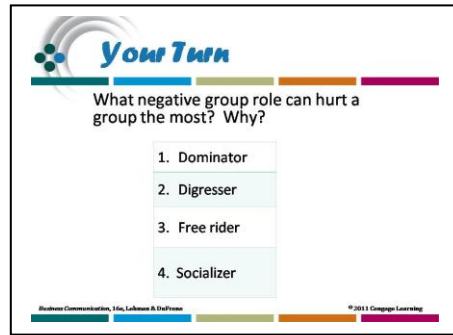 Your Turn
What negative group role can hurt a
group the most? Why?
1. Dominator
2. Digresser
3. Free rider
4. Socializer
Business Communication, 16e, Lehman & DuFrene
©2011 Cengage Learning